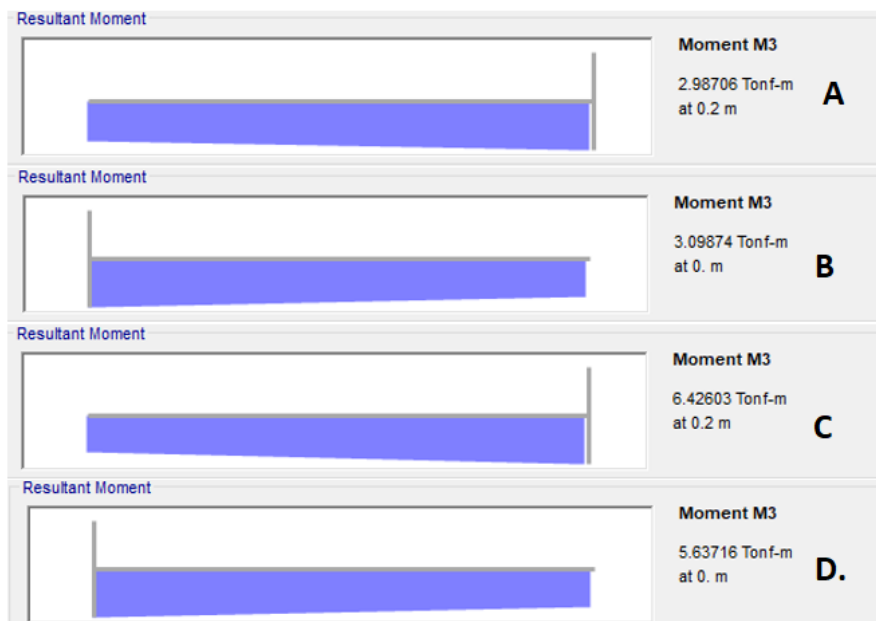 Resultant Moment
Moment M3
2.98706 Tonf-m
at 0.2 m
A
Resultant Moment
Moment M3
3.09874 Tonf-m
at 0. m
B
Resultant Moment
Moment M3
6.42603 Tonf-m
at 0.2 m
C
Resultant Moment
Moment M3
5.63716 Tonf-m
at 0. m
D.